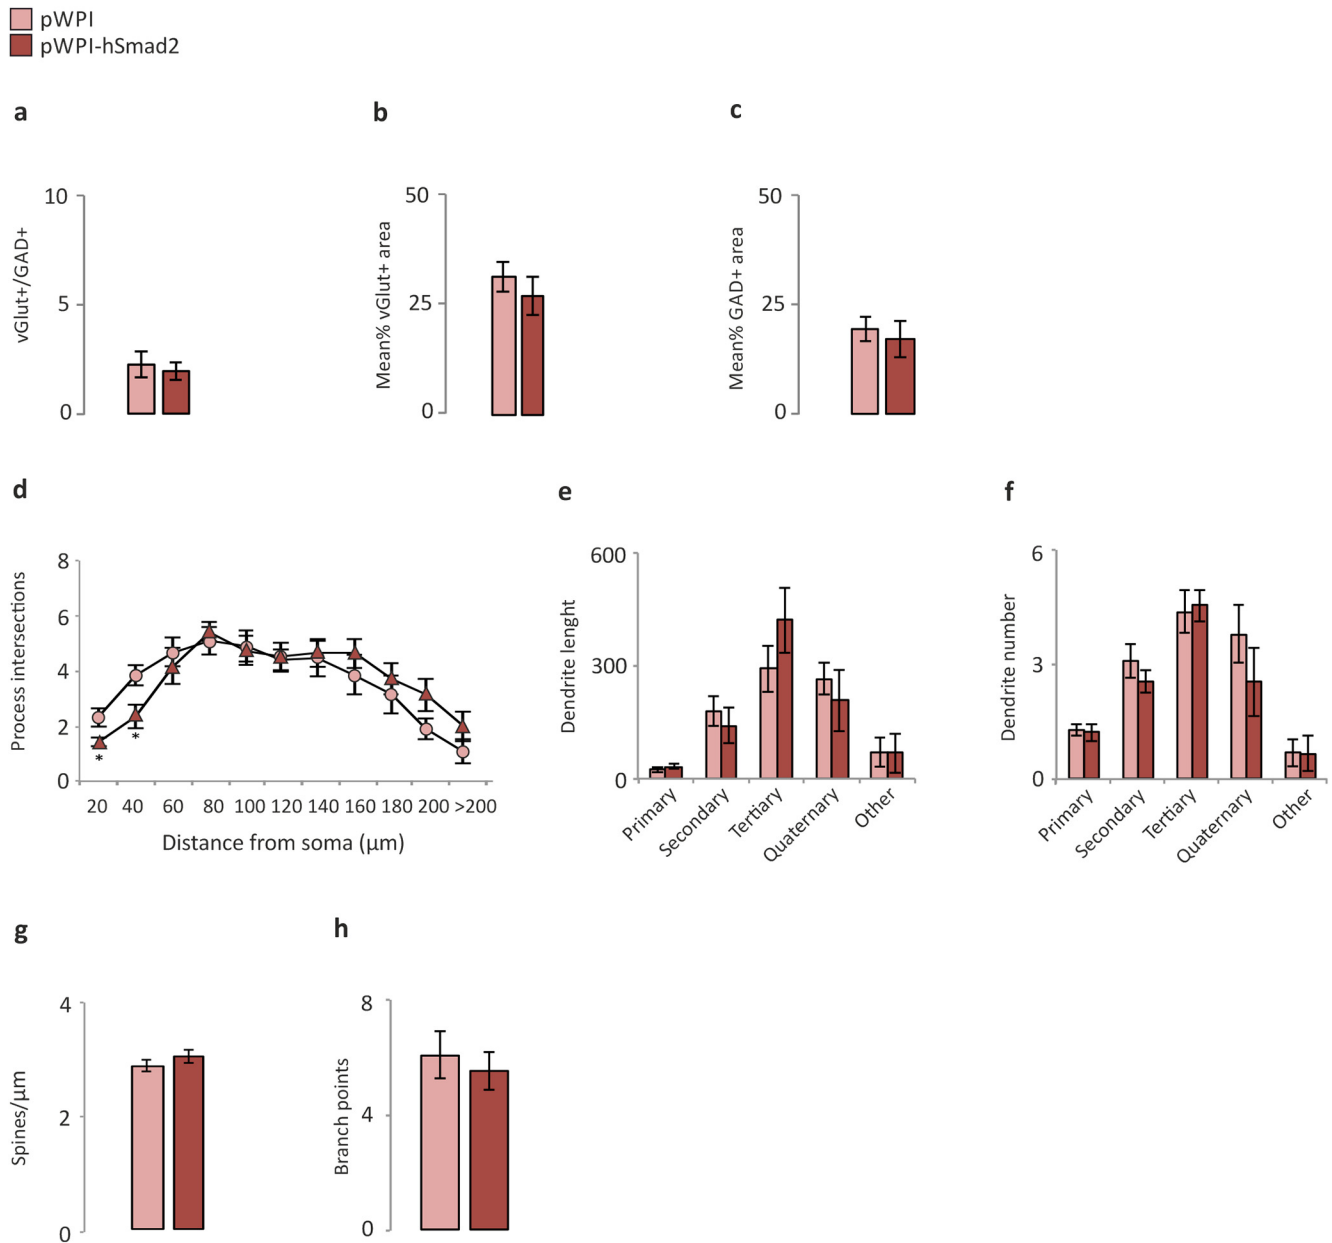 pWPI
pWPI-hSmad2
a
b
c
10
5
0
vGlut+/GAD+
50
25
0
Mean% vGlut+ area
50
25
0
Mean% GAD+ area
d
e
f
8
6
4
2
0
Process intersections
*
*
20 40 60 80 100 120 140 160 180 200 >200
Distance from soma (µm)
600
300
0
Dendrite lenght
Primary
Secondary
Tertiary
Quaternary
Other
6
3
0
Dendrite number
Primary
Secondary
Tertiary
Quaternary
Other
g
h
4
2
0
Spines/µm
8
4
0
Branch points